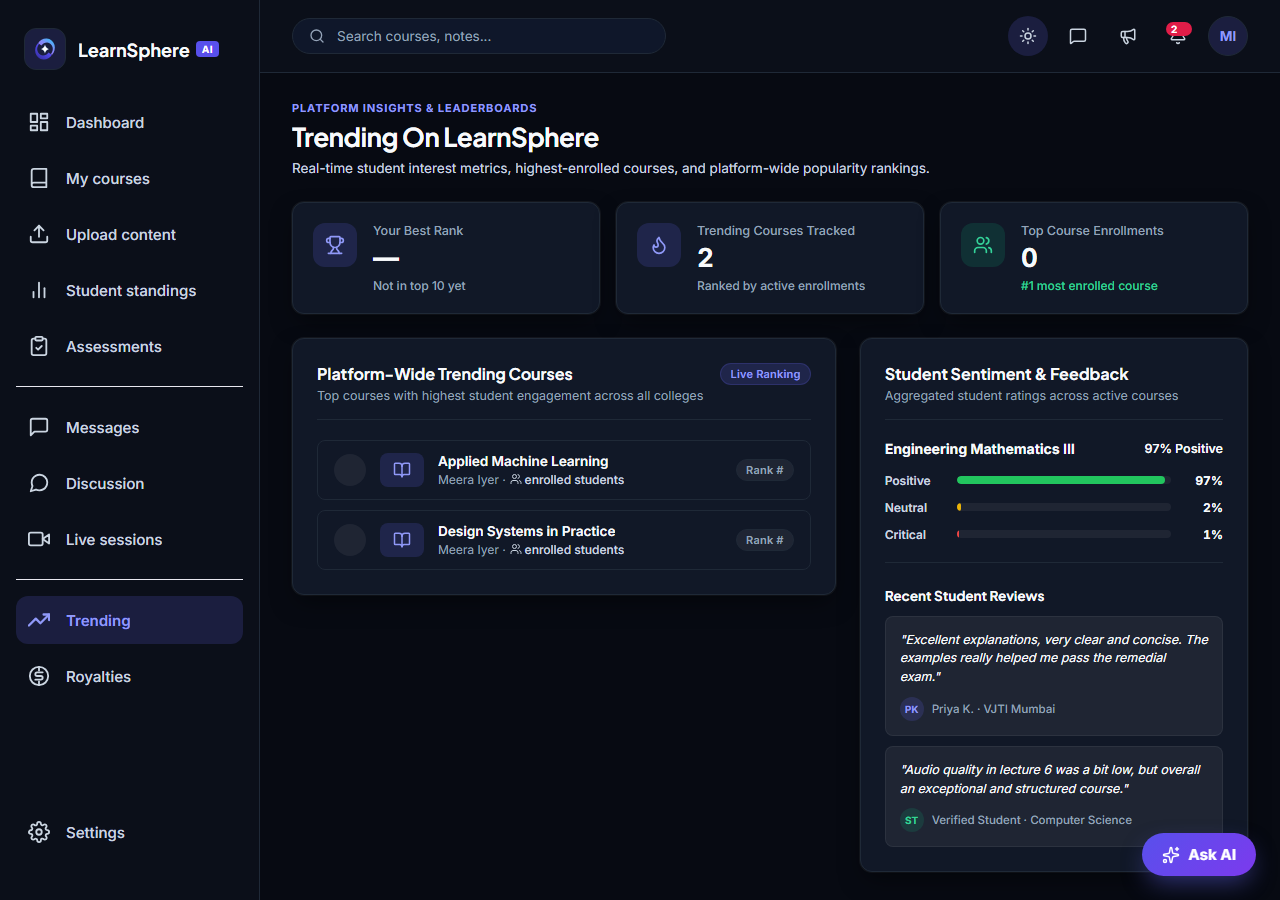 LearnSphere AI
Search courses, notes...
2
MI
Dashboard
My courses
Upload content
Student standings
Assessments
Messages
Discussion
Live sessions
Trending
Royalties
Settings
PLATFORM INSIGHTS & LEADERBOARDS
Trending On LearnSphere
Real-time student interest metrics, highest-enrolled courses, and platform-wide popularity rankings.
Your Best Rank
—
Not in top 10 yet
Trending Courses Tracked
2
Ranked by active enrollments
Top Course Enrollments
0
#1 most enrolled course
Platform-Wide Trending Courses
Live Ranking
Top courses with highest student engagement across all colleges
Applied Machine Learning
Meera Iyer · enrolled students
Rank #
Design Systems in Practice
Meera Iyer · enrolled students
Rank #
Student Sentiment & Feedback
Aggregated student ratings across active courses
Engineering Mathematics III 97% Positive
Positive 97%
Neutral 2%
Critical 1%
Recent Student Reviews
"Excellent explanations, very clear and concise. The
examples really helped me pass the remedial
exam."
PK Priya K. · VJTI Mumbai
"Audio quality in lecture 6 was a bit low, but overall
an exceptional and structured course."
ST Verified Student · Computer Science
Ask AI